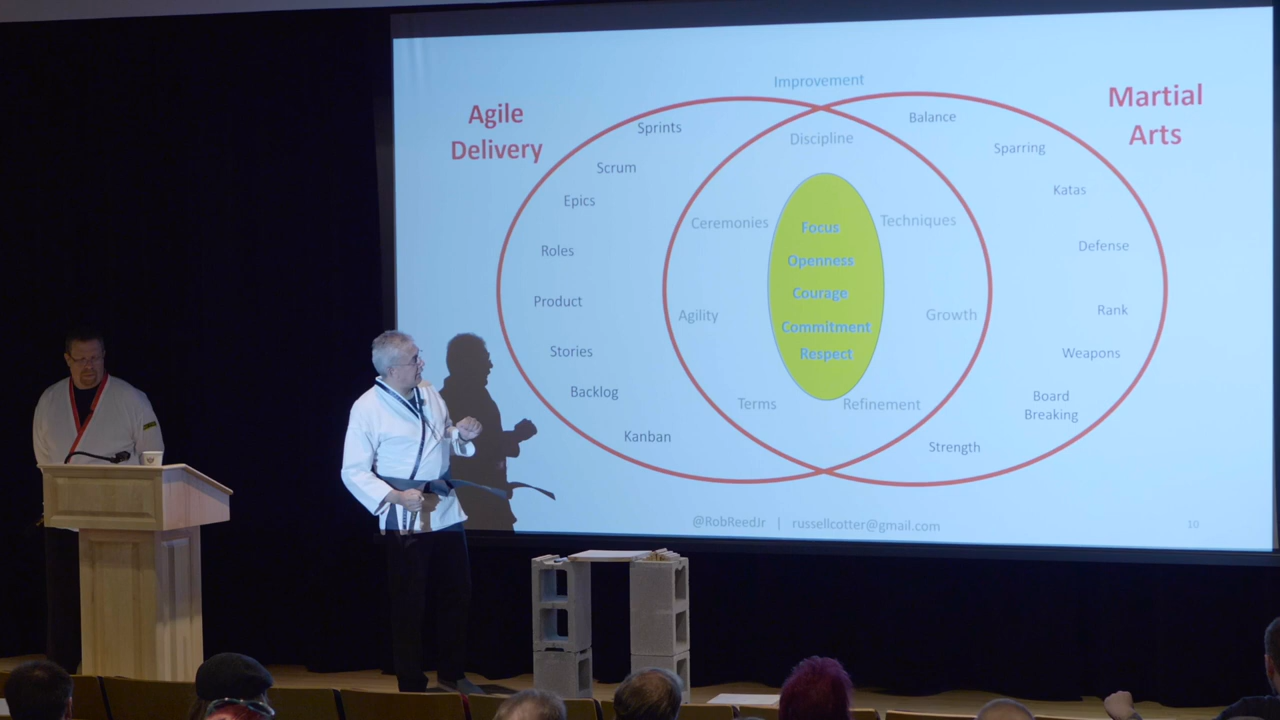 Improvement
Agile
Delivery
Martial
Arts
Sprints
Scrum
Epics
Roles
Product
Stories
Backlog
Kanban
Discipline
Ceremonies
Techniques
Agility
Growth
Terms
Refinement
Focus
Openness
Courage
Commitment
Respect
Balance
Sparring
Katas
Defense
Rank
Weapons
Board
Breaking
Strength
@RobReedJr | russellcotter@gmail.com
10